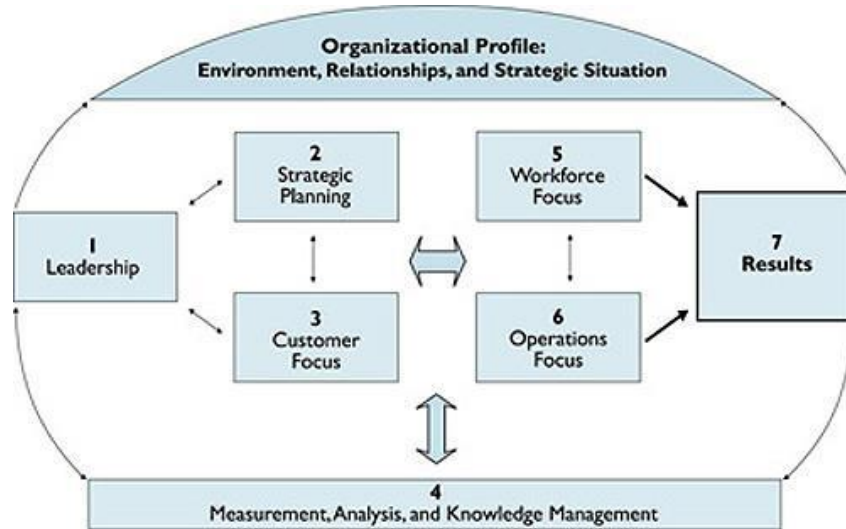 Organizational Profile:
Environment, Relationships, and Strategic Situation
2
Strategic
Planning
5
Workforce
Focus
1
Leadership
7
Results
3
Customer
Focus
6
Operations
Focus
4
Measurement, Analysis, and Knowledge Management